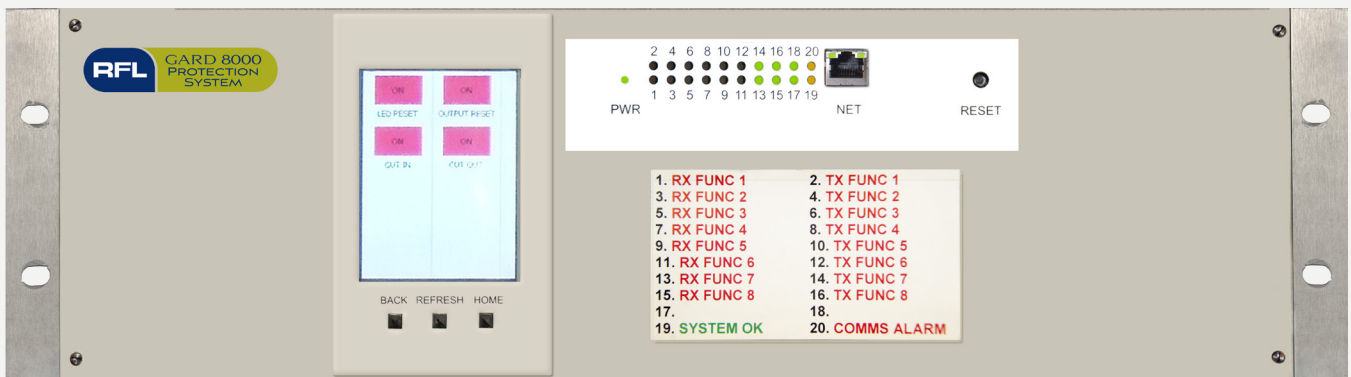 RFL
GARD 8000
PROTECTION
SYSTEM
ON ON
LED RESET OUTPUT RESET
ON ON
CUT IN CUT OUT
BACK REFRESH HOME
2 4 6 8 10 12 14 16 18 20
1 3 5 7 9 11 13 15 17 19
PWR
NET
RESET
1. RX FUNC 1 2. TX FUNC 1
3. RX FUNC 2 4. TX FUNC 2
5. RX FUNC 3 6. TX FUNC 3
7. RX FUNC 4 8. TX FUNC 4
9. RX FUNC 5 10. TX FUNC 5
11. RX FUNC 6 12. TX FUNC 6
13. RX FUNC 7 14. TX FUNC 7
15. RX FUNC 8 16. TX FUNC 8
17. 18.
19. SYSTEM OK 20. COMMS ALARM